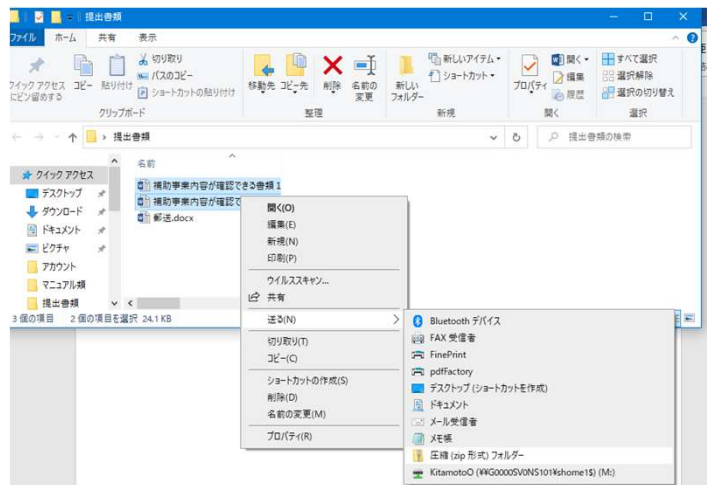 提出書類
ファイル ホーム 共有 表示
クイック アクセスにピン留めする
コピー
貼り付け
切り取り
パスのコピー
ショートカットの貼り付け
クリップボード
移動先 コピー先 削除 名前の変更
整理
新しいフォルダー
新しいアイテム
ショートカット
新規
プロパティ
開く
編集
履歴
開く
すべて選択
選択解除
選択の切り替え
選択
提出書類
提出書類の検索
クイック アクセス
デスクトップ
ダウンロード
ドキュメント
ピクチャ
アカウント
マニュアル類
提出書類
名前
補助事業内容が確認できる書類1
補助事業内容が確認で
郵送.docx
3 個の項目 2 個の項目を選択 24.1 KB
開く(O)
編集(E)
新規(N)
印刷(P)
ウイルススキャン...
共有
送る(N)
切り取り(T)
コピー(C)
ショートカットの作成(S)
削除(D)
名前の変更(M)
プロパティ(R)
Bluetooth デバイス
FAX 受信者
FinePrint
pdfFactory
デスクトップ (ショートカットを作成)
ドキュメント
メール受信者
メモ帳
圧縮 (zip 形式) フォルダー
KitamotoO (¥¥G0000SV0NS101¥shome1$) (M:)